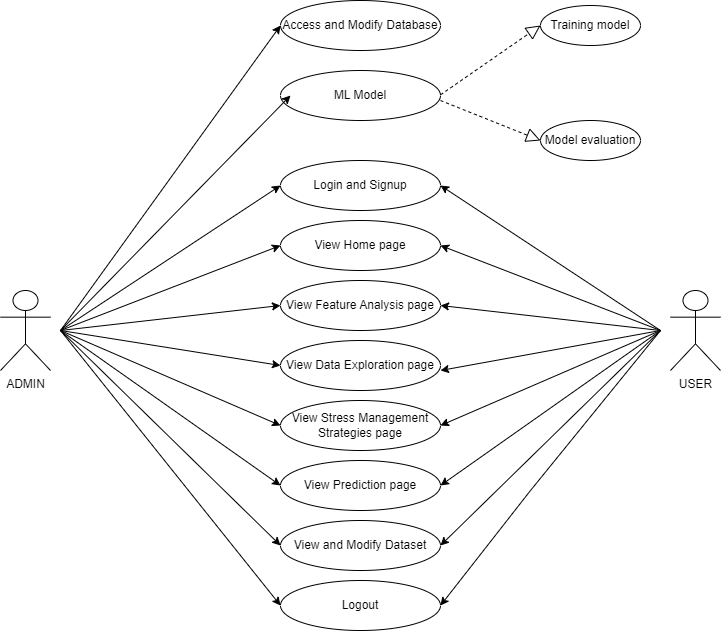 Access and Modify Database
Training model
ML Model
Model evaluation
Login and Signup
View Home page
View Feature Analysis page
View Data Exploration page
ADMIN
USER
View Stress Management
Strategies page
View Prediction page
View and Modify Dataset
Logout